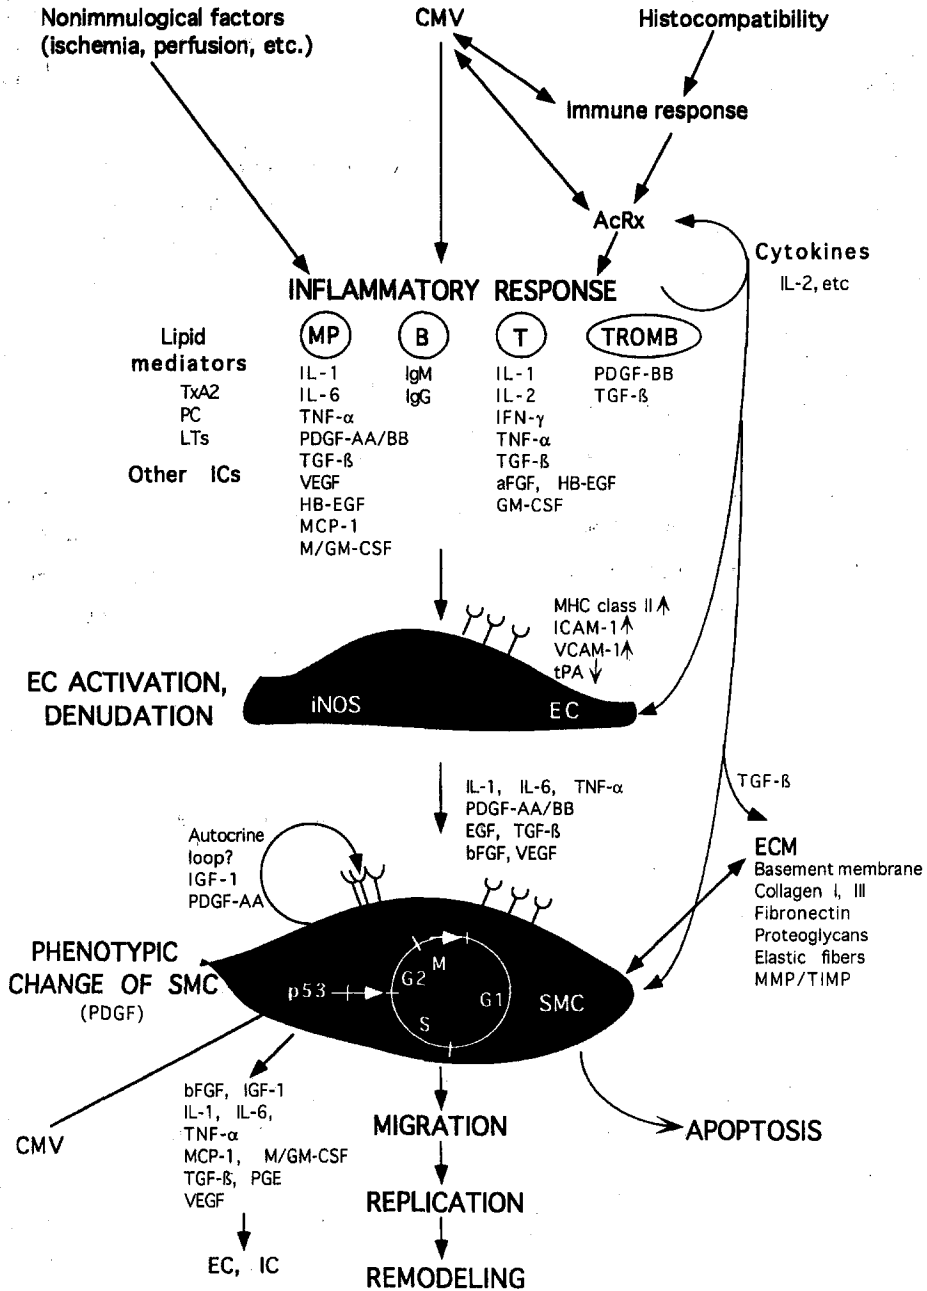 Nonimmulogical factors
(ischemia, perfusion, etc.)
CMV
Histocompatibility
Immune response
AcRx
Cytokines
IL-2, etc
INFLAMMATORY RESPONSE
Lipid
mediators
TxA2
PC
LTs
Other ICs
MP
IL-1
IL-6
TNF-α
PDGF-AA/BB
TGF-ß
VEGF
HB-EGF
MCP-1
M/GM-CSF
B
IgM
IgG
T
IL-1
IL-2
IFN-γ
TNF-α
TGF-ß
aFGF, HB-EGF
GM-CSF
TROMB
PDGF-BB
TGF-ß
MHC class II↑
ICAM-1↑
VCAM-1↑
tPA ↓
EC ACTIVATION,
DENUDATION
iNOS
EC
IL-1, IL-6, TNF-α
PDGF-AA/BB
EGF, TGF-ß
bFGF, VEGF
TGF-ß
Autocrine
loop?
IGF-1
PDGF-AA
ECM
Basement membrane
Collagen I, III
Fibronectin
Proteoglycans
Elastic fibers
MMP/TIMP
PHENOTYPIC
CHANGE OF SMC
(PDGF)
p53
G2
M
G1
S
SMC
CMV
bFGF, IGF-1
IL-1, IL-6,
TNF-α
MCP-1, M/GM-CSF
TGF-ß, PGE
VEGF
EC, IC
MIGRATION
REPLICATION
REMODELING
APOPTOSIS